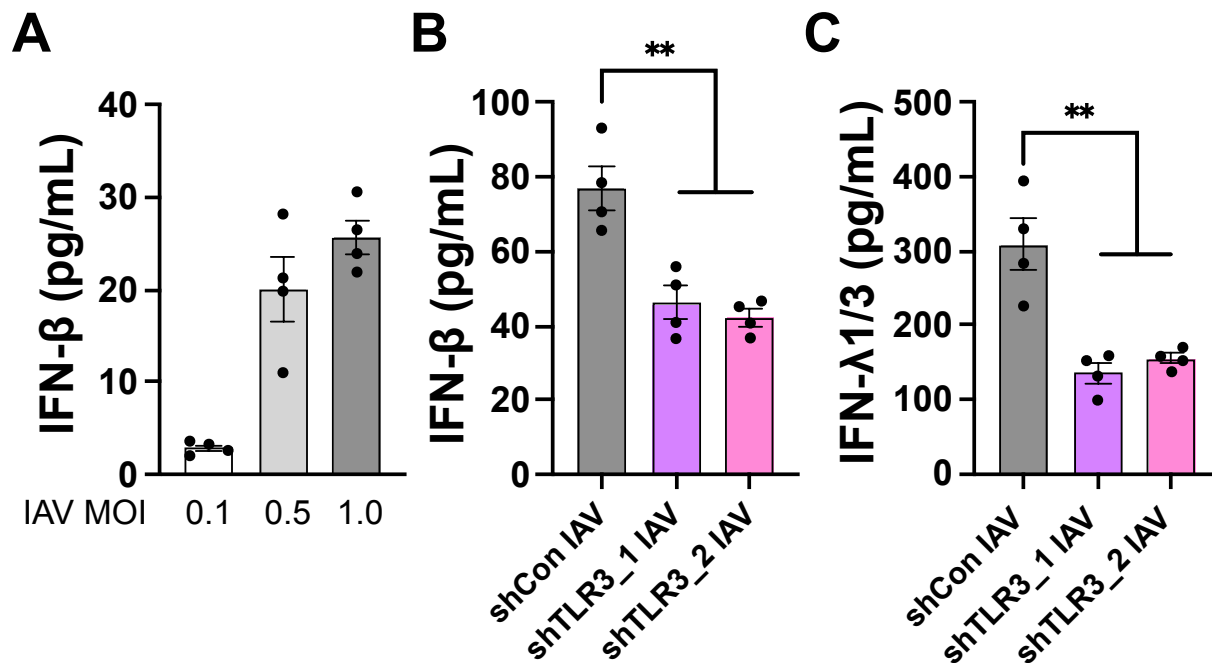 A
IFN-β (pg/mL)
40
30
20
10
0
IAV MOI 0.1 0.5 1.0
B
**
IFN-β (pg/mL)
100
80
60
40
20
0
shCon IAV
shTLR3_1 IAV
shTLR3_2 IAV
C
**
IFN-λ1/3 (pg/mL)
500
400
300
200
100
0
shCon IAV
shTLR3_1 IAV
shTLR3_2 IAV